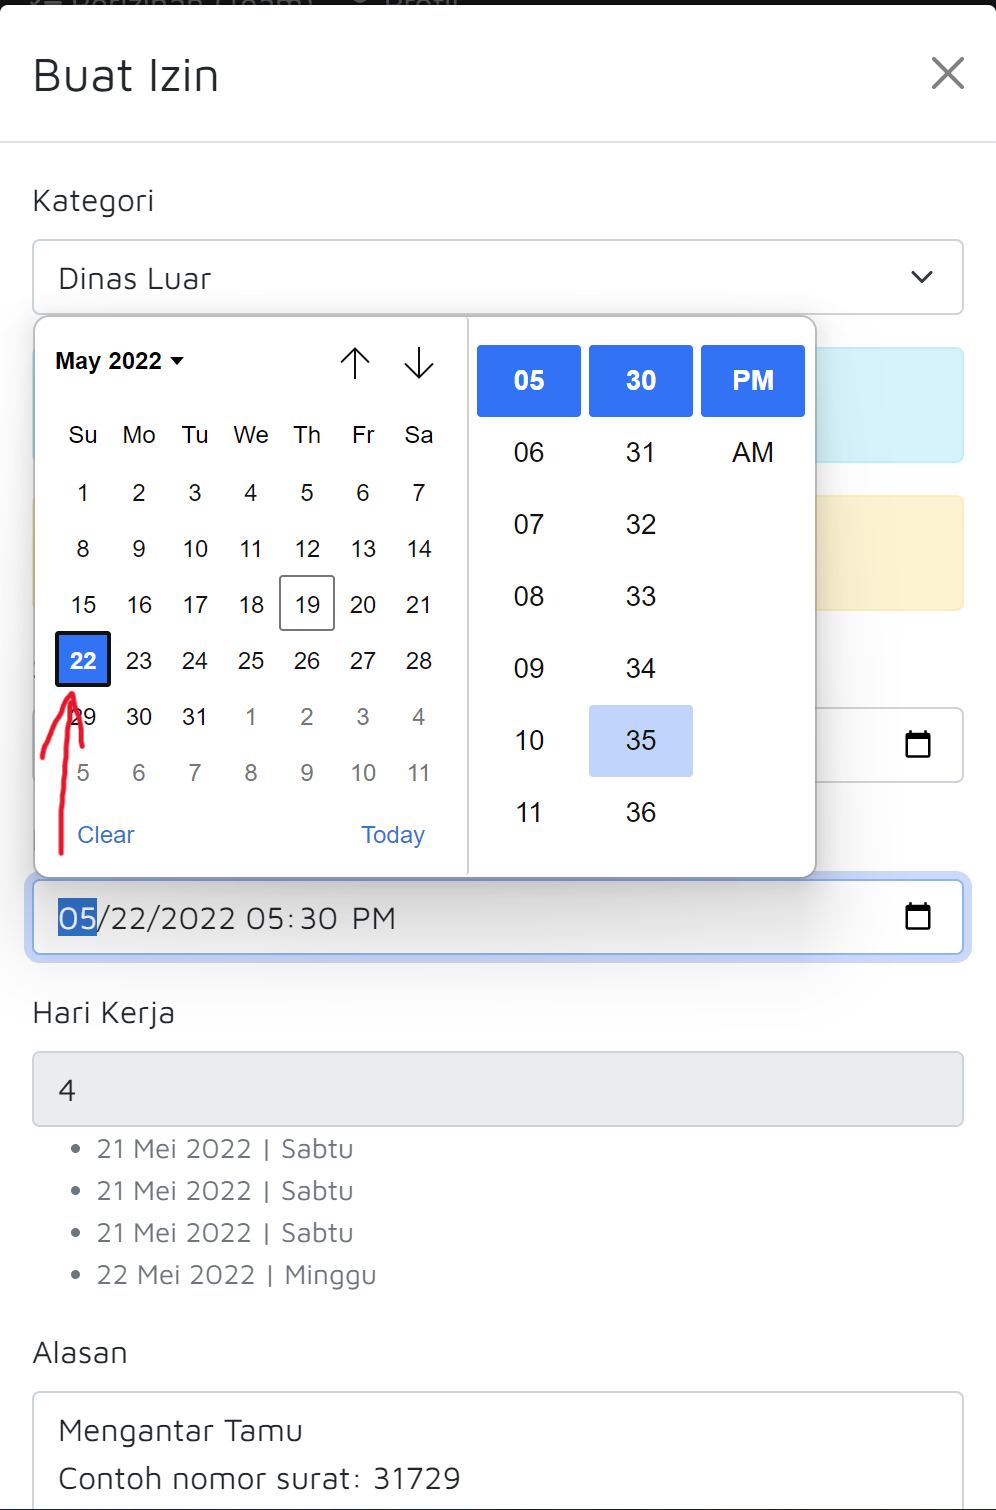 Buat Izin
Kategori
Dinas Luar
May 2022
Su Mo Tu We Th Fr Sa
1 2 3 4 5 6 7
8 9 10 11 12 13 14
15 16 17 18 19 20 21
22 23 24 25 26 27 28
29 30 31 1 2 3 4
5 6 7 8 9 10 11
Clear Today
05 30 PM
06 31 AM
07 32
08 33
09 34
10 35
11 36
05/22/2022 05:30 PM
Hari Kerja
4
21 Mei 2022 | Sabtu
21 Mei 2022 | Sabtu
21 Mei 2022 | Sabtu
22 Mei 2022 | Minggu
Alasan
Mengantar Tamu
Contoh nomor surat: 31729